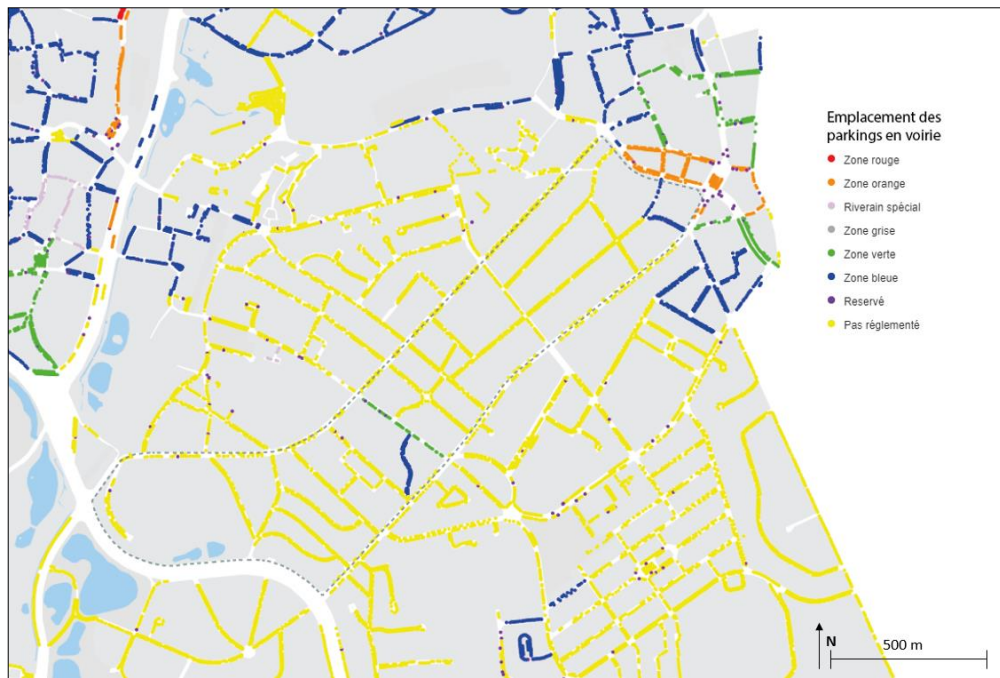 Emplacement des
parkings en voirie
Zone rouge
Zone orange
Riverain spécial
Zone grise
Zone verte
Zone bleue
Reservé
Pas réglementé
N
500 m